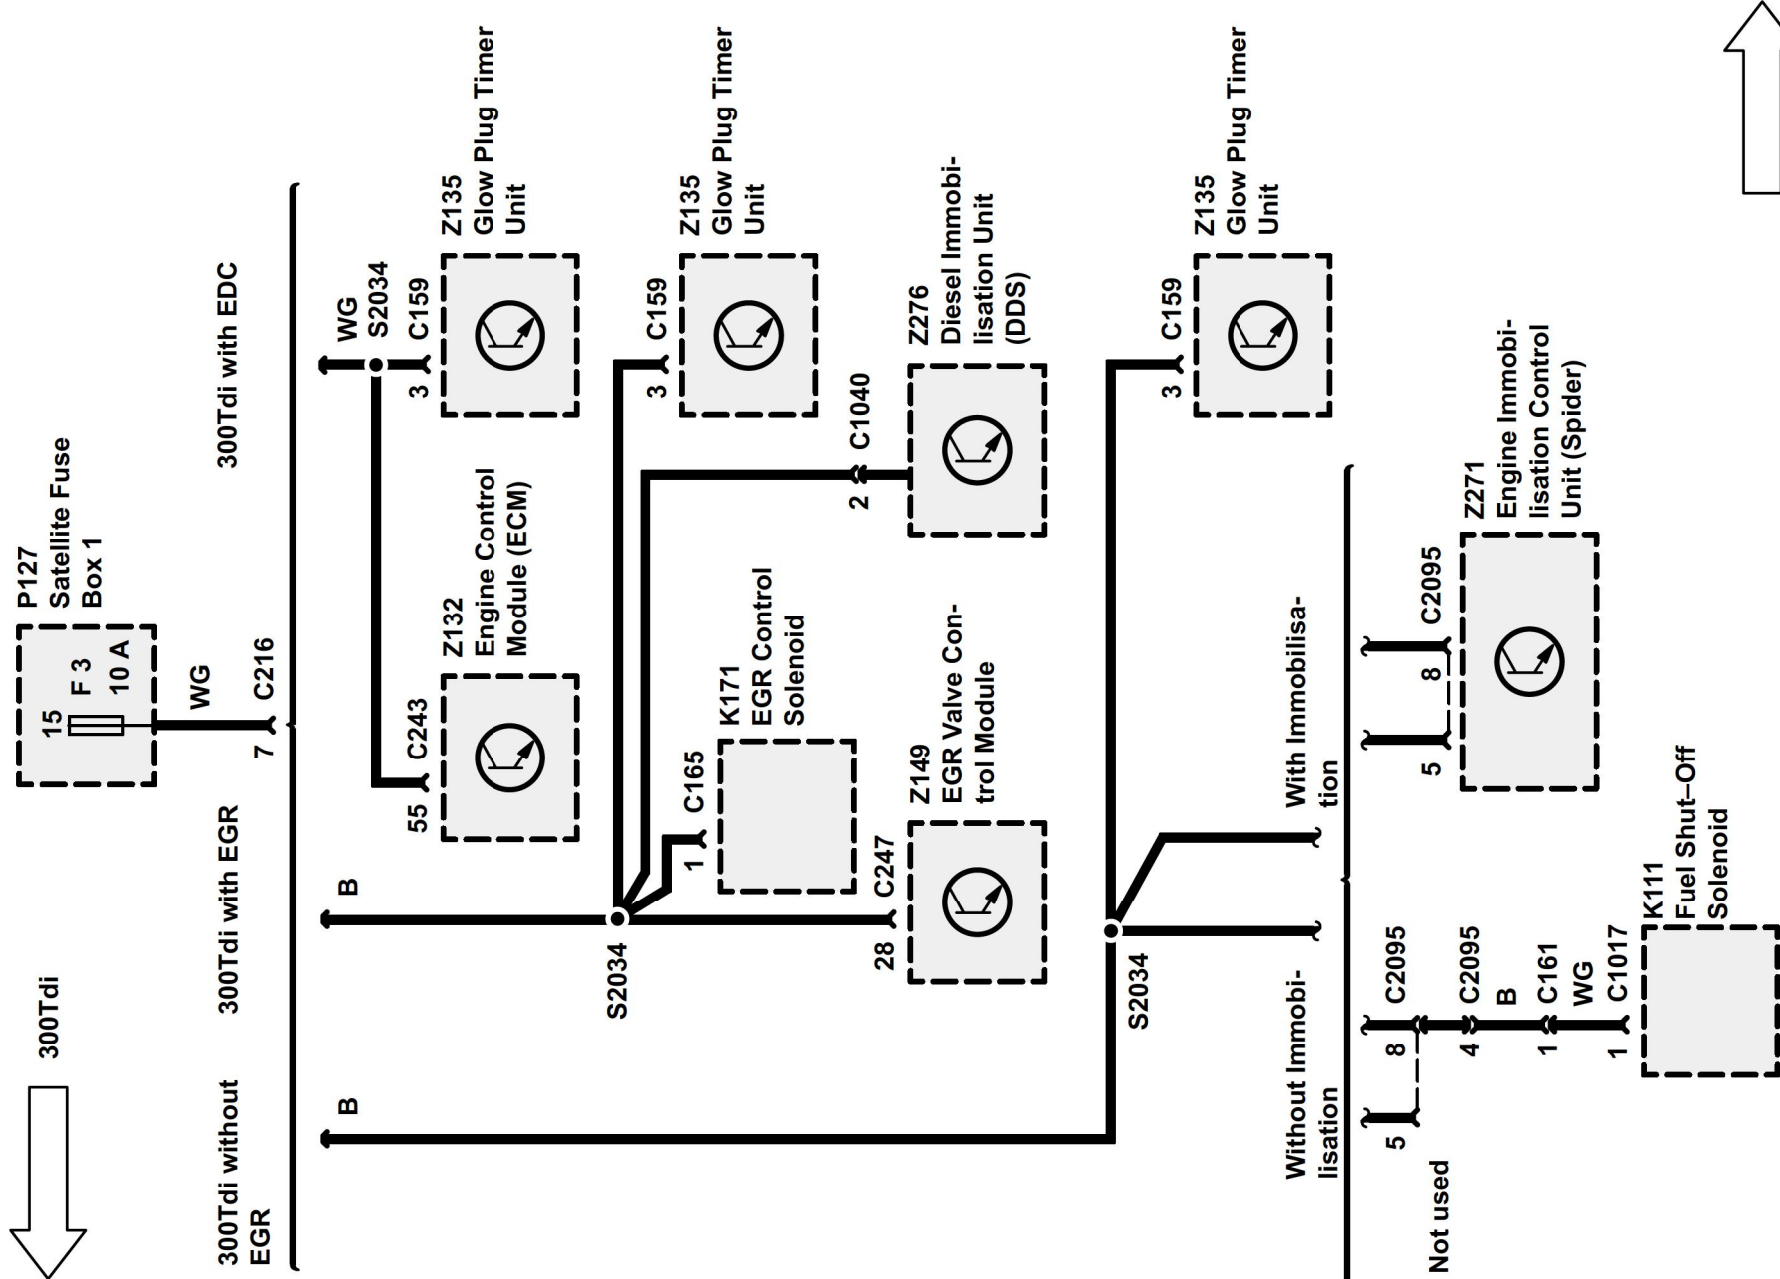 300Tdi
P127
Satellite Fuse
Box 1
15
F 3
10 A
WG
7
C216
300Tdi without
EGR
300Tdi with EGR
300Tdi with EDC
B
B
WG
S2034
55
C243
Z132
Engine Control
Module (ECM)
3
C159
Z135
Glow Plug Timer
Unit
S2034
1
C165
K171
EGR Control
Solenoid
3
C159
Z135
Glow Plug Timer
Unit
28
C247
Z149
EGR Valve Con-
trol Module
2
C1040
Z276
Diesel Immobi-
lisation Unit
(DDS)
S2034
3
C159
Z135
Glow Plug Timer
Unit
Without Immobi-
lisation
With Immobilisa-
tion
5
8
C2095
Not used
4
C2095
B
1
C161
WG
1
C1017
K111
Fuel Shut–Off
Solenoid
5
8
C2095
Z271
Engine Immobi-
lisation Control
Unit (Spider)